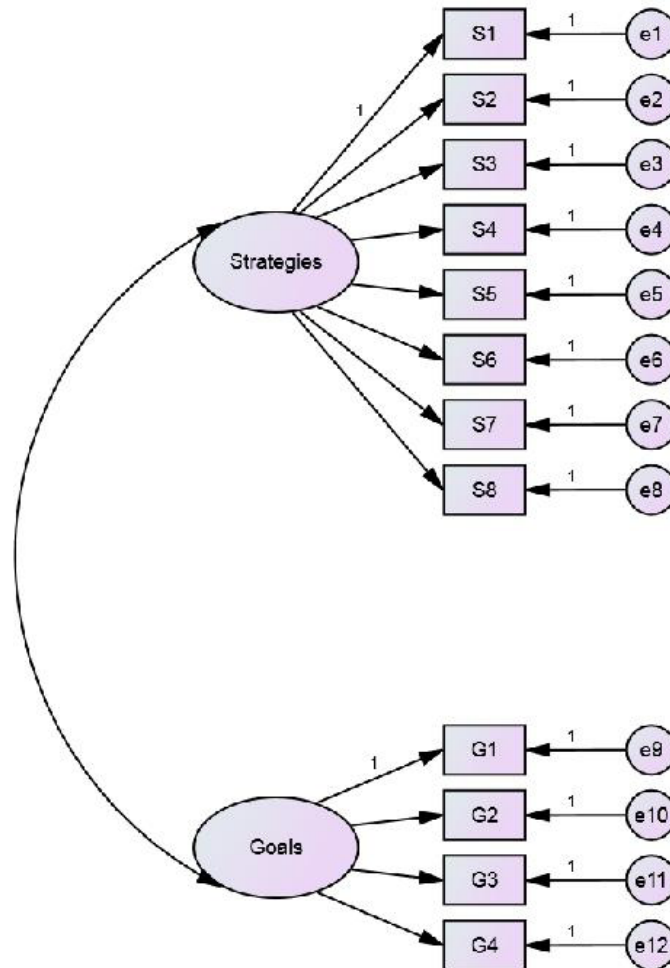 S1 1 e1
1
S2 1 e2
S3 1 e3
S4 1 e4
Strategies
S5 1 e5
S6 1 e6
S7 1 e7
S8 1 e8
G1 1 e9
1
G2 1 e10
Goals
G3 1 e11
G4 1 e12